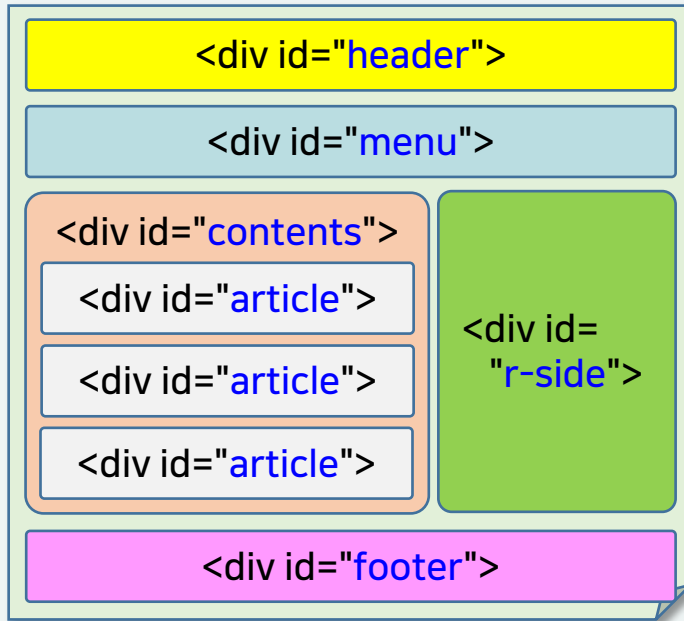 <div id="header">
<div id="menu">
<div id="contents">
<div id="article">
<div id="article">
<div id="article">
<div id=
"r-side">
<div id="footer">